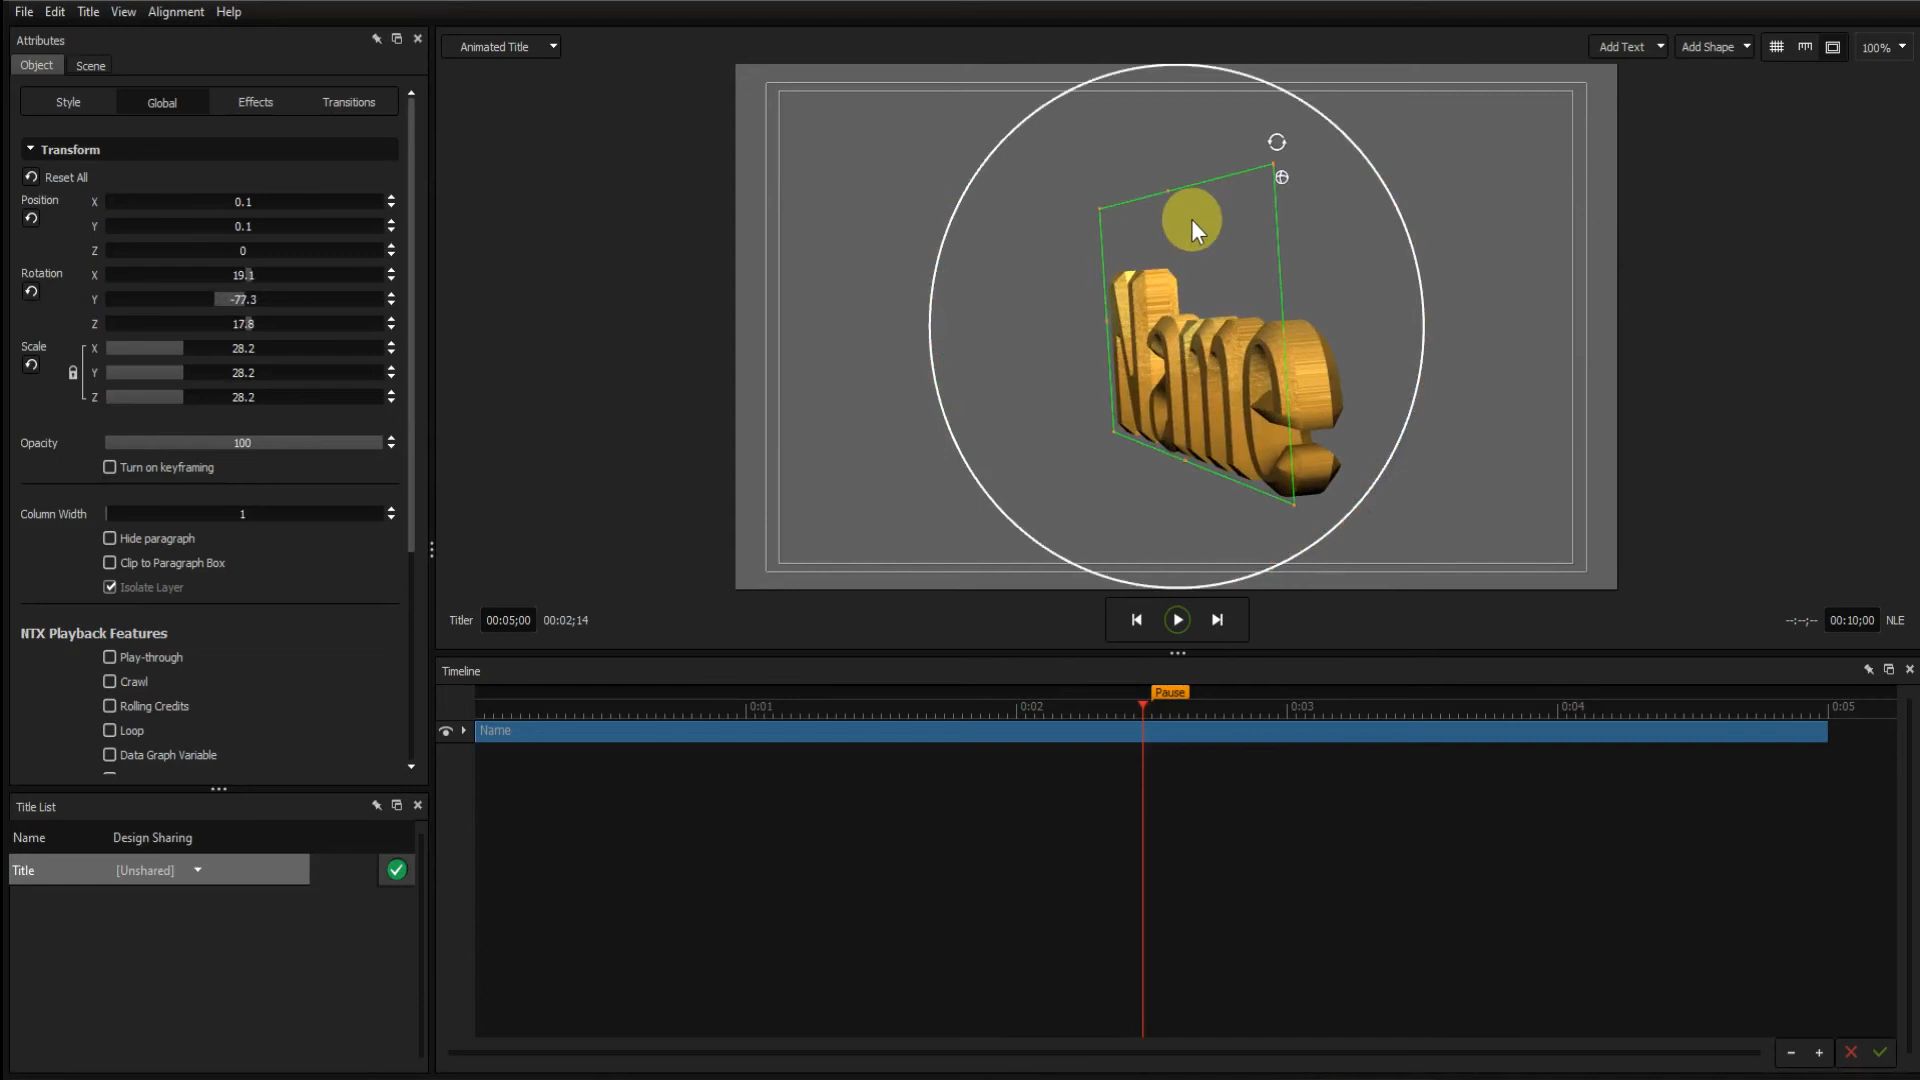 File Edit Title View Alignment Help
Attributes
Object Scene
Style Global Effects Transitions
Transform
Reset All
Position X 0.1
Y 0.1
Z 0
Rotation X 19.1
Y -77.3
Z 17.8
Scale X 28.2
Y 28.2
Z 28.2
Opacity 100
Turn on keyframing
Column Width 1
Hide paragraph
Clip to Paragraph Box
Isolate Layer
NTX Playback Features
Play-through
Crawl
Rolling Credits
Loop
Data Graph Variable
Title List
Name Design Sharing
Title [Unshared]
Animated Title Add Text Add Shape 100%
Name
Titler 00:05;00 00:02;14 --:--;-- 00:10;00 NLE
Timeline
Pause
0:01 0:02 0:03 0:04 0:05
Name